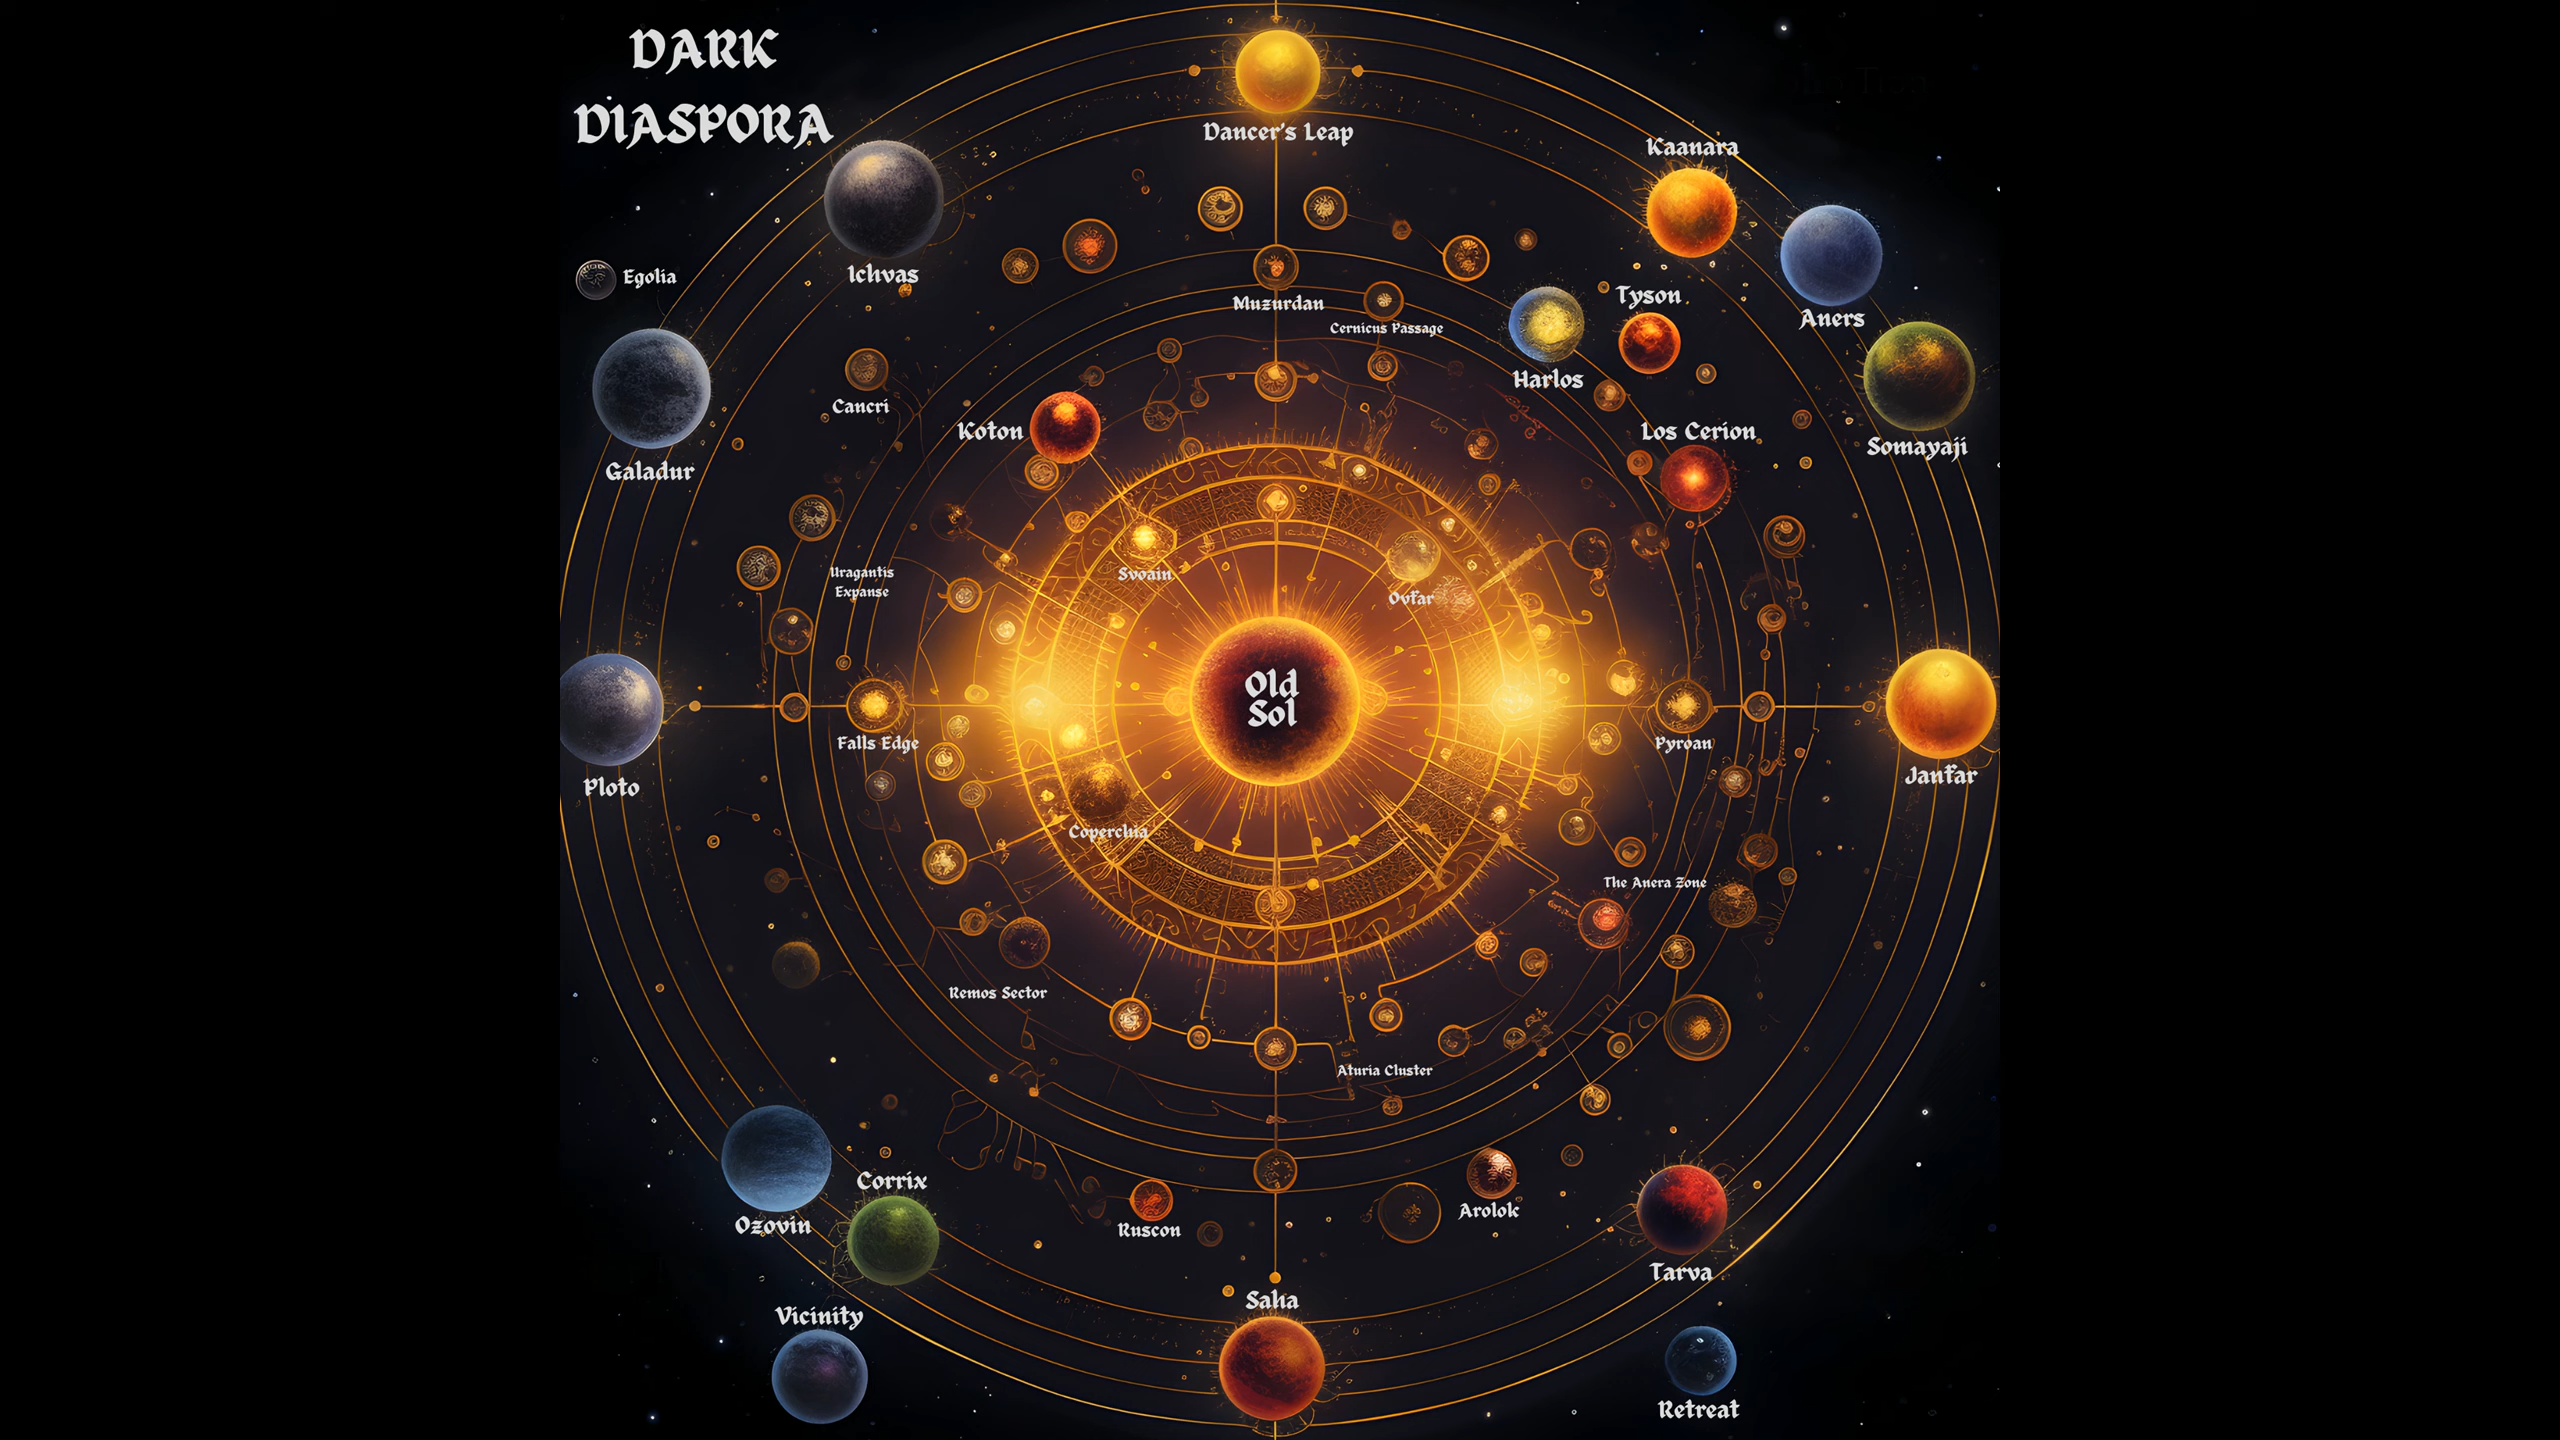 DARK
DIASPORA
Dancer's Leap
Kaanara
Ichvas
Egolia
Muzurdan
Cernicus Passage
Tyson
Aners
Harlos
Cancri
Koton
Los Cerion
Somayaji
Galadur
Uragantis
Expanse
Svoain
Ovfar
Old
Sol
Falls Edge
Pyroan
Ploto
Janfar
Coperchia
The Anera Zone
Remos Sector
Aturia Cluster
Corrix
Ozovin
Ruscon
Arolok
Tarva
Vicinity
Saha
Retreat